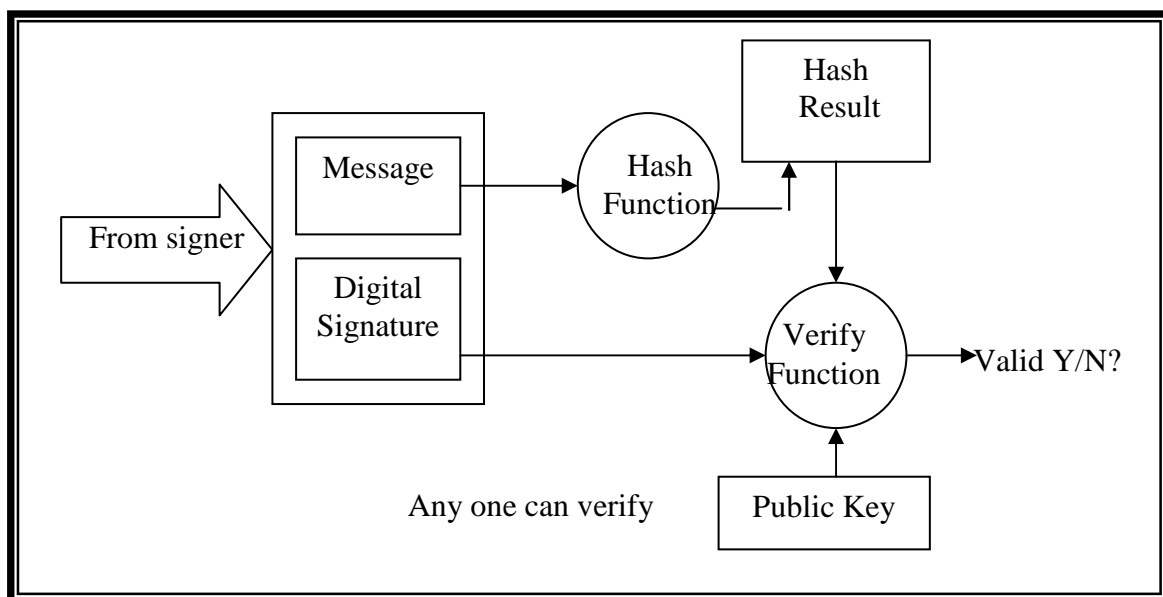 Hash
Result
Message
Hash
Function
From signer
Digital
Signature
Verify
Function
Valid Y/N?
Any one can verify
Public Key